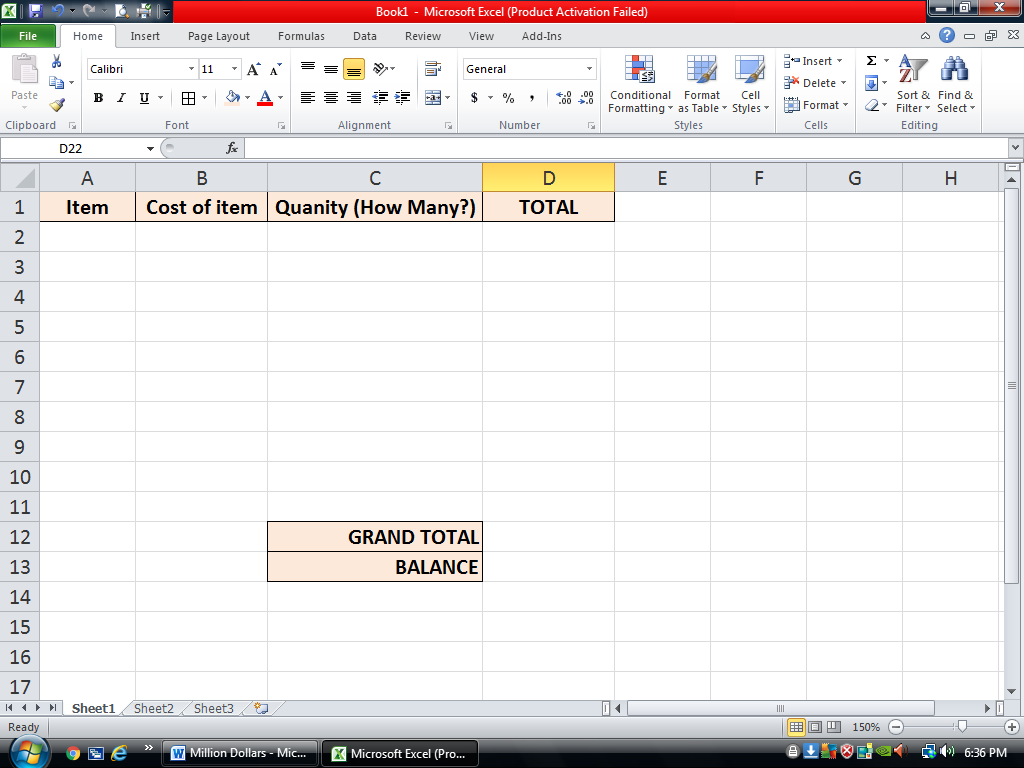 Book1 - Microsoft Excel (Product Activation Failed)
File Home Insert Page Layout Formulas Data Review View Add-Ins
Calibri 11 General
Paste
B I U A $ % ,
Conditional Formatting
Format as Table
Cell Styles
Insert
Delete
Format
Σ
Sort & Filter
Find & Select
Clipboard Font Alignment Number Styles Cells Editing
D22 fx
A B C D E F G H
1 Item Cost of item Quanity (How Many?) TOTAL
2
3
4
5
6
7
8
9
10
11
12 GRAND TOTAL
13 BALANCE
14
15
16
17
Sheet1 Sheet2 Sheet3
Ready 150%
Million Dollars - Mic... Microsoft Excel (Pro... 6:36 PM